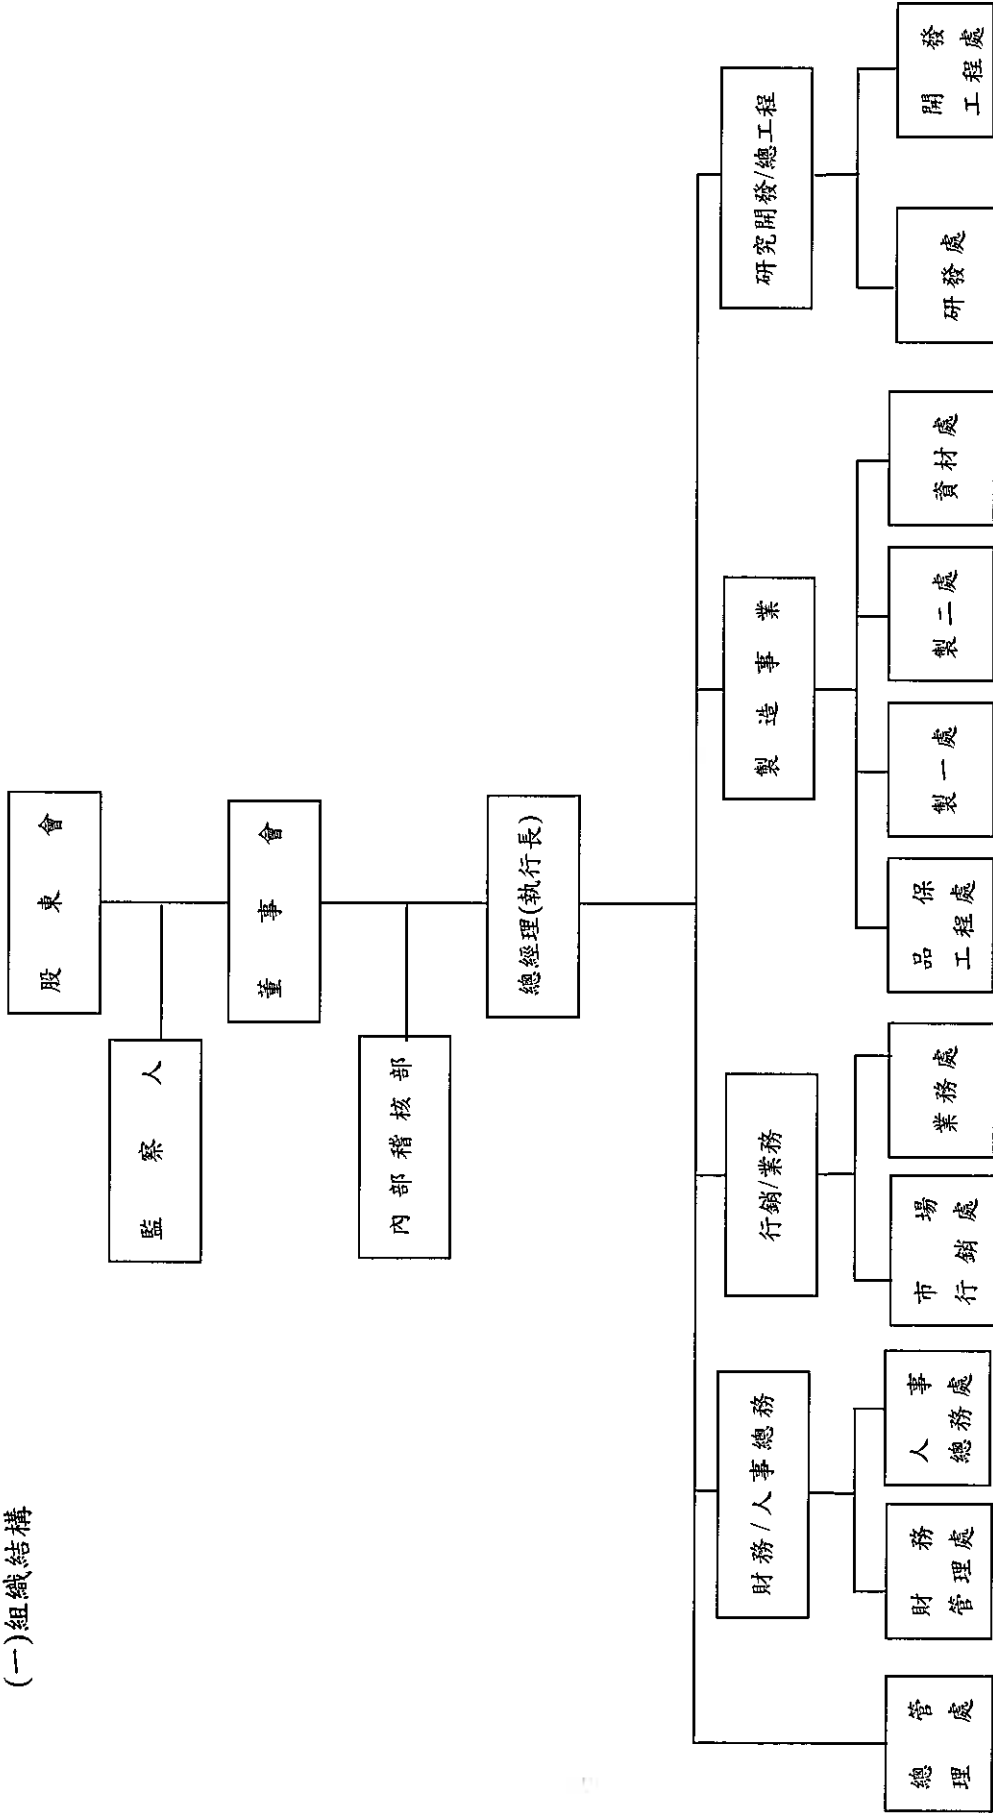 (一)組織結構
股東會
監察人
董事會
內部稽核部
總經理(執行長)
財務/人事總務
行銷/業務
製造事業
研究開發/總工程
總管
理處
財務
管理處
人事
總務處
市場
行銷處
業務處
品保
工程處
製一處
製二處
資材處
研發處
開發
工程處